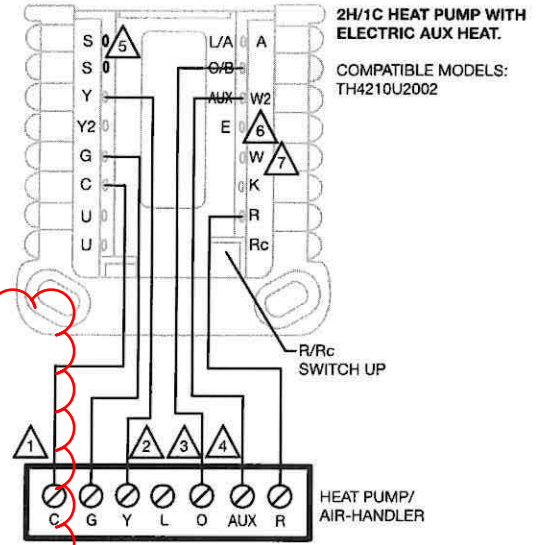 2H/1C HEAT PUMP WITH
ELECTRIC AUX HEAT.
COMPATIBLE MODELS:
TH4210U2002
S 5 L/A A
S O/B
Y AUX W2
Y2 E 6
G W 7
C K
U R
U Rc
R/Rc
SWITCH UP
1 2 3 4
C G Y L O AUX R
HEAT PUMP/
AIR-HANDLER